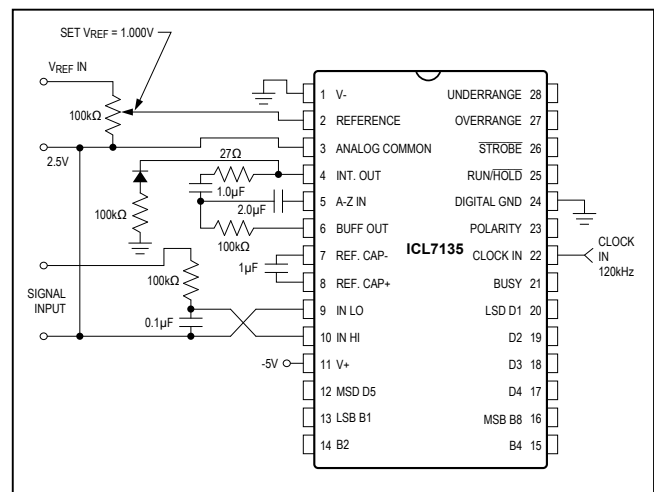 SET VREF = 1.000V
VREF IN
100kΩ
2.5V
27Ω
1.0µF
2.0µF
100kΩ
100kΩ
1µF
100kΩ
SIGNAL
INPUT
0.1µF
-5V
1 V-
2 REFERENCE
3 ANALOG COMMON
4 INT. OUT
5 A-Z IN
6 BUFF OUT
7 REF. CAP-
8 REF. CAP+
9 IN LO
10 IN HI
11 V+
12 MSD D5
13 LSB B1
14 B2
ICL7135
UNDERRANGE 28
OVERRANGE 27
STROBE 26
RUN/HOLD 25
DIGITAL GND 24
POLARITY 23
CLOCK IN 22
BUSY 21
LSD D1 20
D2 19
D3 18
D4 17
MSB B8 16
B4 15
CLOCK
IN
120kHz